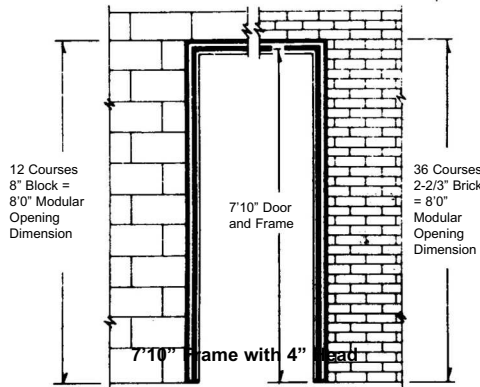 12 Courses
8” Block =
8’0” Modular
Opening
Dimension
7’10” Door
and Frame
36 Courses
2-2/3” Brick
= 8’0”
Modular
Opening
Dimension
7’10” Frame with 4” Head